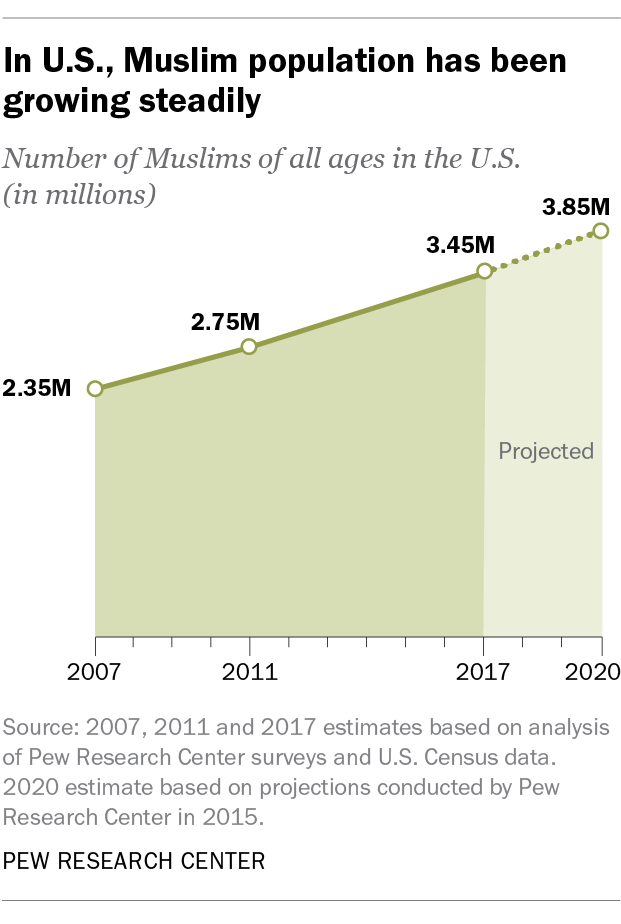 In U.S., Muslim population has been
growing steadily
Number of Muslims of all ages in the U.S.
(in millions)
3.85M
3.45M
2.75M
2.35M
Projected
2007
2011
2017
2020
Source: 2007, 2011 and 2017 estimates based on analysis
of Pew Research Center surveys and U.S. Census data.
2020 estimate based on projections conducted by Pew
Research Center in 2015.
PEW RESEARCH CENTER